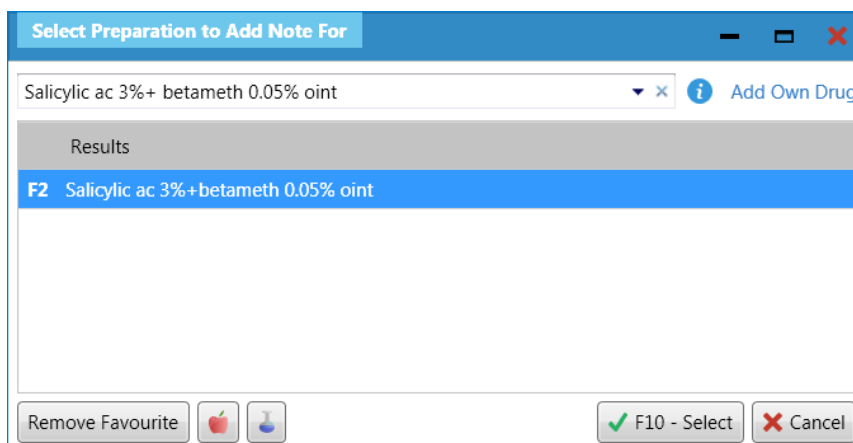 Select Preparation to Add Note For
Salicylic ac 3%+ betameth 0.05% oint
i Add Own Drug
Results
F2 Salicylic ac 3%+betameth 0.05% oint
Remove Favourite
F10 - Select
Cancel